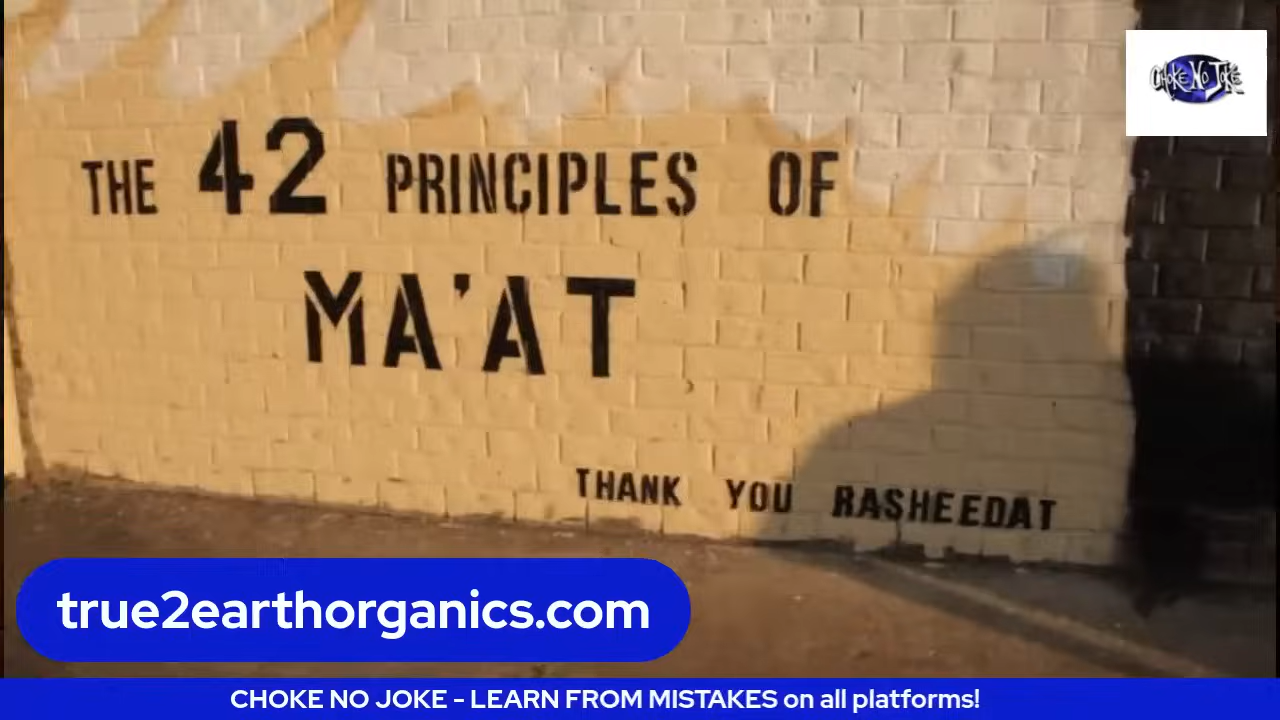 CHOKE NO JOKE
THE 42 PRINCIPLES OF
MA'AT
THANK YOU RASHEEDAT
true2earthorganics.com
CHOKE NO JOKE - LEARN FROM MISTAKES on all platforms!